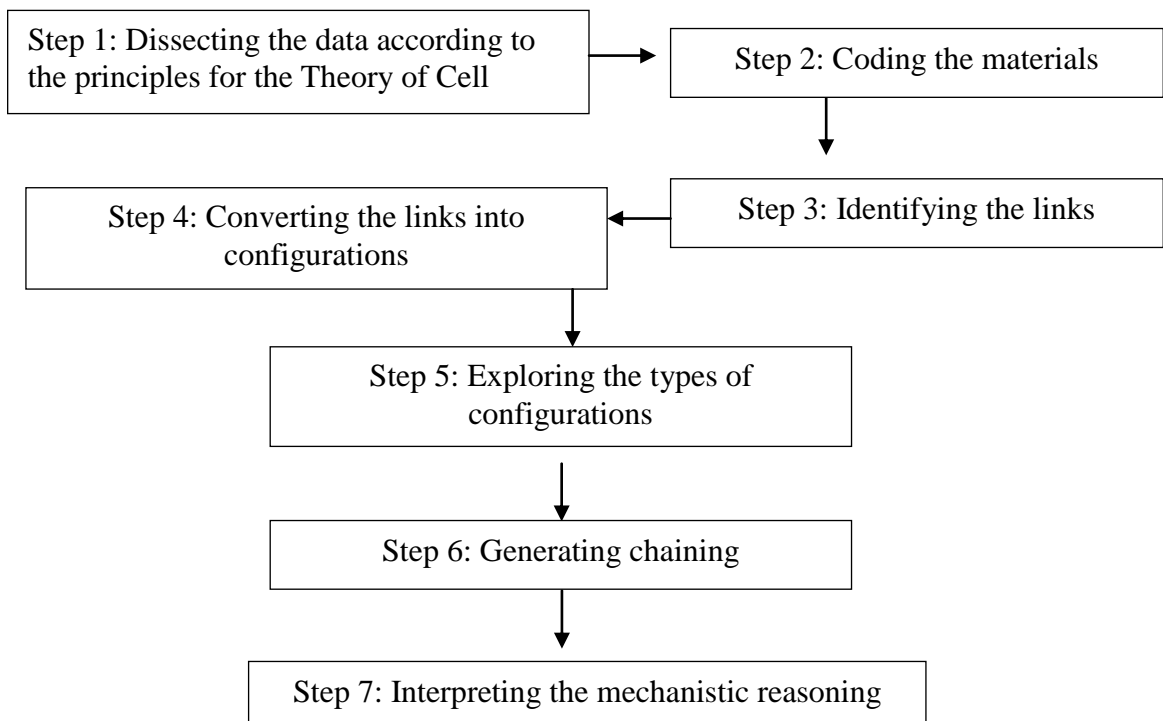 Step 1: Dissecting the data according to
the principles for the Theory of Cell
Step 2: Coding the materials
Step 3: Identifying the links
Step 4: Converting the links into
configurations
Step 5: Exploring the types of
configurations
Step 6: Generating chaining
Step 7: Interpreting the mechanistic reasoning